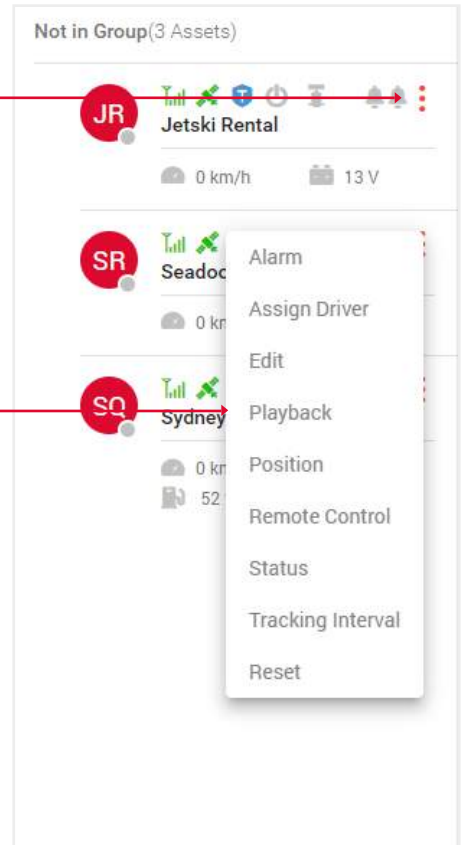 Not in Group(3 Assets)
JR
Jetski Rental
0 km/h 13 V
SR
Seadoo
0 km
SQ
Sydney
0 km
52
Alarm
Assign Driver
Edit
Playback
Position
Remote Control
Status
Tracking Interval
Reset